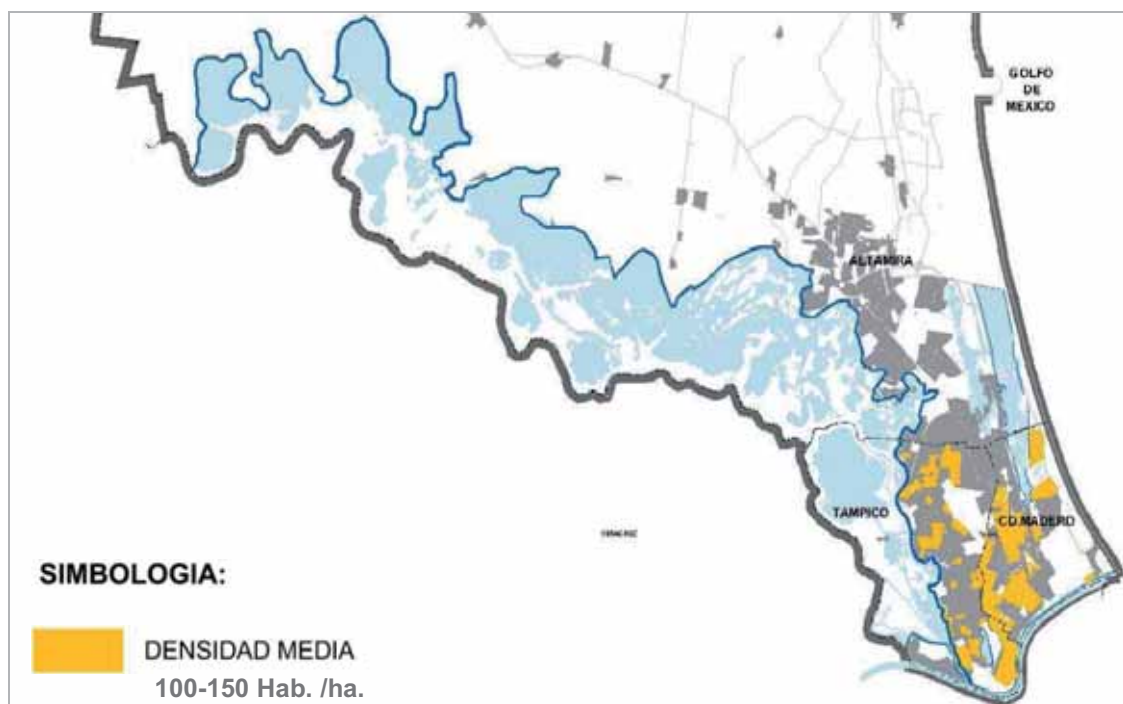 GOLFO
DE
MEXICO
ALTAMIRA
TAMPICO
CD.MADERO
SIMBOLOGIA:
DENSIDAD MEDIA
100-150 Hab. /ha.